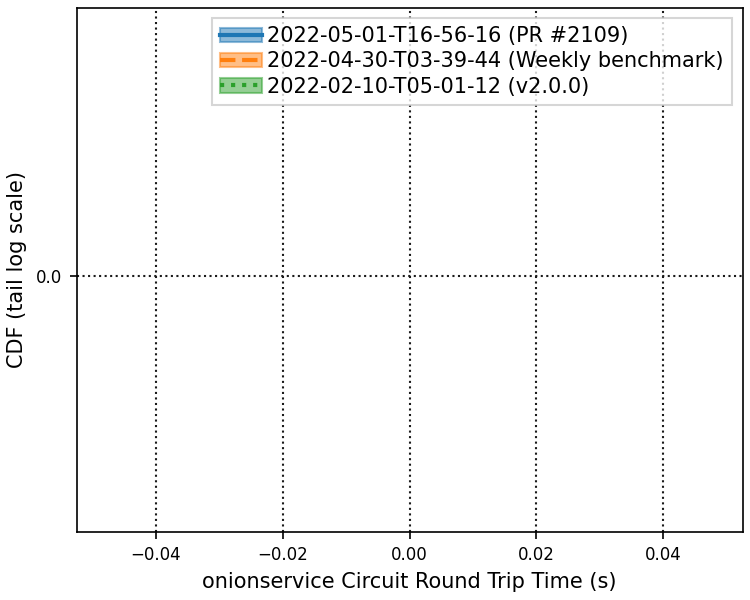 2022-05-01-T16-56-16 (PR #2109)
2022-04-30-T03-39-44 (Weekly benchmark)
2022-02-10-T05-01-12 (v2.0.0)
CDF (tail log scale)
0.0
−0.04 −0.02 0.00 0.02 0.04
onionservice Circuit Round Trip Time (s)